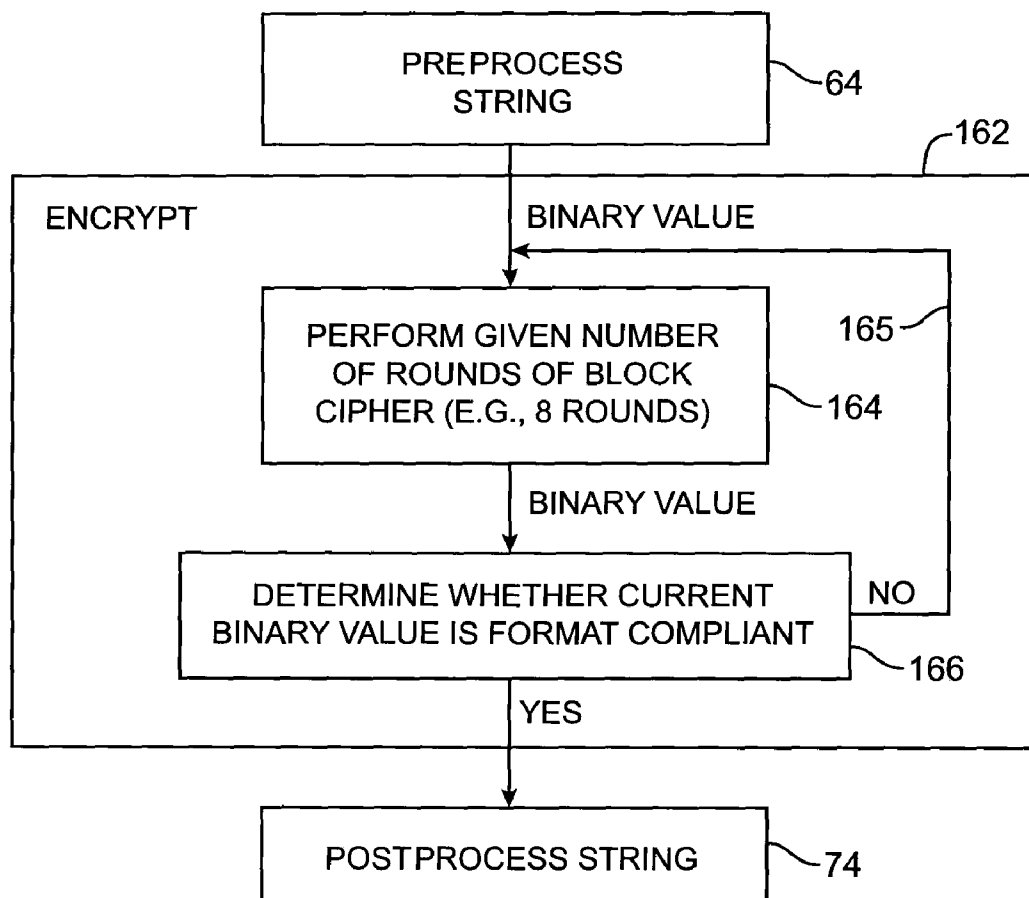 PREPROCESS
STRING
64
162
ENCRYPT
BINARY VALUE
165
PERFORM GIVEN NUMBER
OF ROUNDS OF BLOCK
CIPHER (E.G., 8 ROUNDS)
164
BINARY VALUE
DETERMINE WHETHER CURRENT
BINARY VALUE IS FORMAT COMPLIANT
NO
166
YES
POSTPROCESS STRING
74